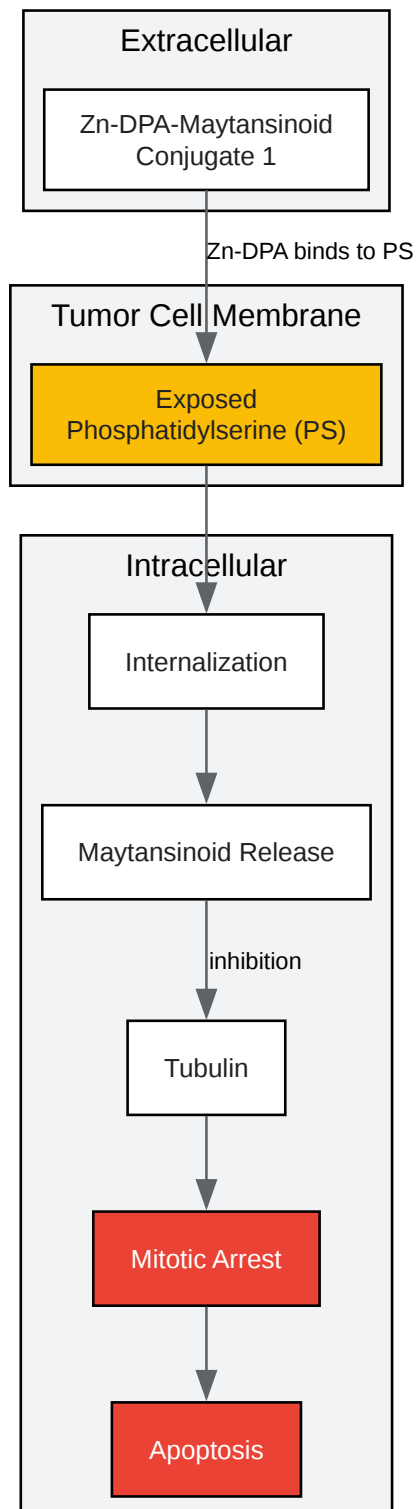 Extracellular
Zn-DPA-Maytansinoid
Conjugate 1
Zn-DPA binds to PS
Tumor Cell Membrane
Exposed
Phosphatidylserine (PS)
Intracellular
Internalization
Maytansinoid Release
inhibition
Tubulin
Mitotic Arrest
Apoptosis